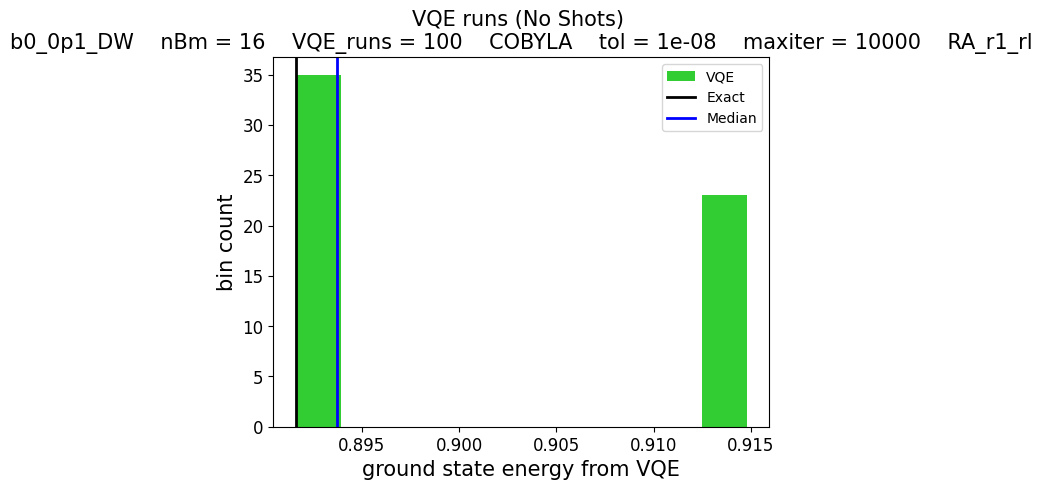 VQE runs (No Shots)
b0_0p1_DW    nBm = 16    VQE_runs = 100    COBYLA    tol = 1e-08    maxiter = 10000    RA_r1_rl
VQE
Exact
Median
35
30
25
20
15
10
5
0
bin count
0.895
0.900
0.905
0.910
0.915
ground state energy from VQE